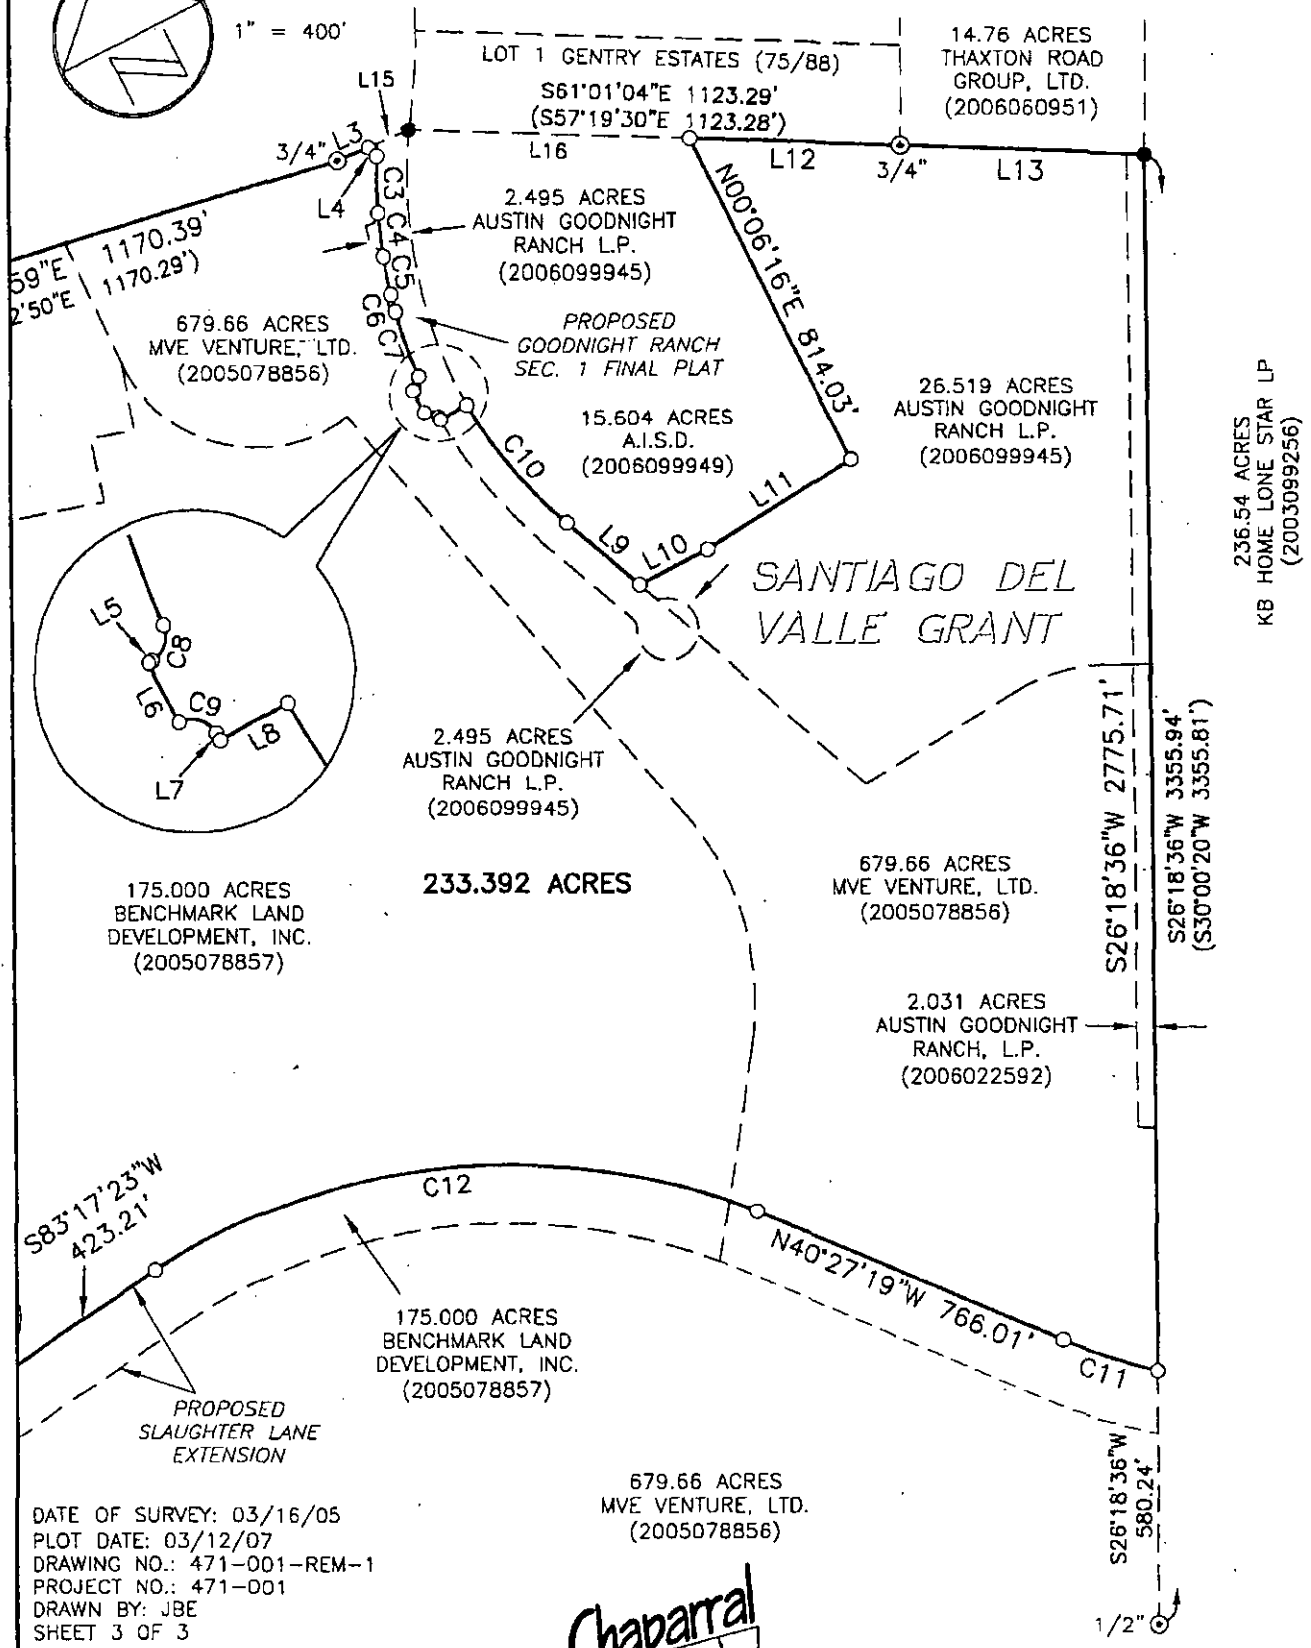 1" = 400'
LOT 1 GENTRY ESTATES (75/88)
S61°01'04"E 1123.29'
(S57°19'30"E 1123.28')
14.76 ACRES
THAXTON ROAD
GROUP, LTD.
(2006060951)
L15
L3
3/4"
L16
L12
3/4"
L13
L4
C3
C4
L
C5
C6
C7
2.495 ACRES
AUSTIN GOODNIGHT
RANCH L.P.
(2006099945)
N00°06'16"E 814.03'
59"E 1170.39'
2'50"E 1170.29')
679.66 ACRES
MVE VENTURE, LTD.
(2005078856)
PROPOSED
GOODNIGHT RANCH
SEC. 1 FINAL PLAT
15.604 ACRES
A.I.S.D.
(2006099949)
26.519 ACRES
AUSTIN GOODNIGHT
RANCH L.P.
(2006099945)
236.54 ACRES
KB HOME LONE STAR LP
(2003099256)
C10
L11
L9
L10
SANTIAGO DEL
VALLE GRANT
L5
C8
L6
C9
L8
L7
2.495 ACRES
AUSTIN GOODNIGHT
RANCH L.P.
(2006099945)
S26°18'36"W 2775.71'
S26°18'36"W 3355.94'
(S30°00'20"W 3355.81')
175.000 ACRES
BENCHMARK LAND
DEVELOPMENT, INC.
(2005078857)
233.392 ACRES
679.66 ACRES
MVE VENTURE, LTD.
(2005078856)
2.031 ACRES
AUSTIN GOODNIGHT
RANCH, L.P.
(2006022592)
S83°17'23"W
423.21'
C12
N40°27'19"W 766.01'
C11
175.000 ACRES
BENCHMARK LAND
DEVELOPMENT, INC.
(2005078857)
PROPOSED
SLAUGHTER LANE
EXTENSION
S26°18'36"W
580.24'
679.66 ACRES
MVE VENTURE, LTD.
(2005078856)
DATE OF SURVEY: 03/16/05
PLOT DATE: 03/12/07
DRAWING NO.: 471-001-REM-1
PROJECT NO.: 471-001
DRAWN BY: JBE
SHEET 3 OF 3
Chaparral
1/2"